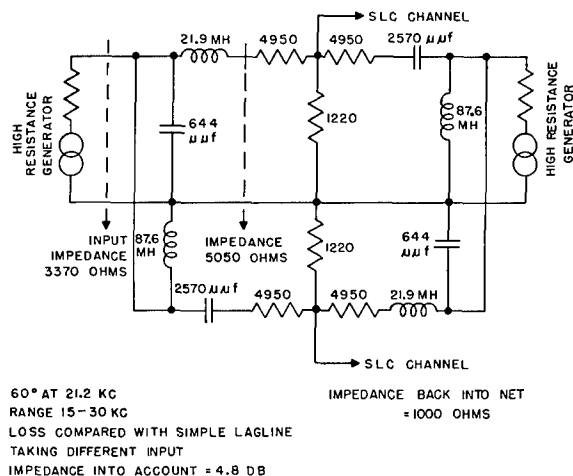 SLC CHANNEL
21.9 MH
4950
4950
2570 μμf
HIGH RESISTANCE GENERATOR
644 μμf
1220
87.6 MH
HIGH RESISTANCE GENERATOR
INPUT IMPEDANCE 3370 OHMS
87.6 MH
IMPEDANCE 5050 OHMS
1220
644 μμf
2570 μμf
4950
4950
21.9 MH
SLC CHANNEL
60° AT 21.2 KC
RANGE 15-30 KC
LOSS COMPARED WITH SIMPLE LAGLINE
TAKING DIFFERENT INPUT
IMPEDANCE INTO ACCOUNT = 4.8 DB
IMPEDANCE BACK INTO NET
= 1000 OHMS